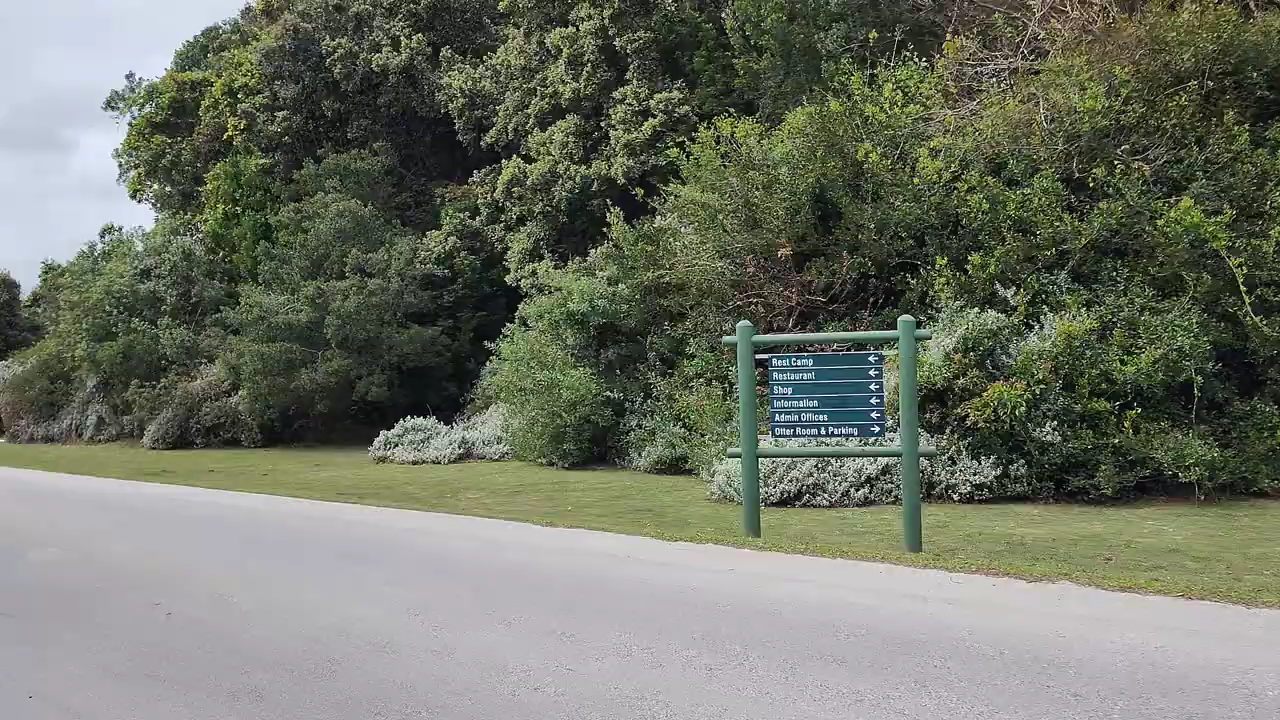 Rest Camp
Restaurant
Shop
Information
Admin Offices
Otter Room & Parking